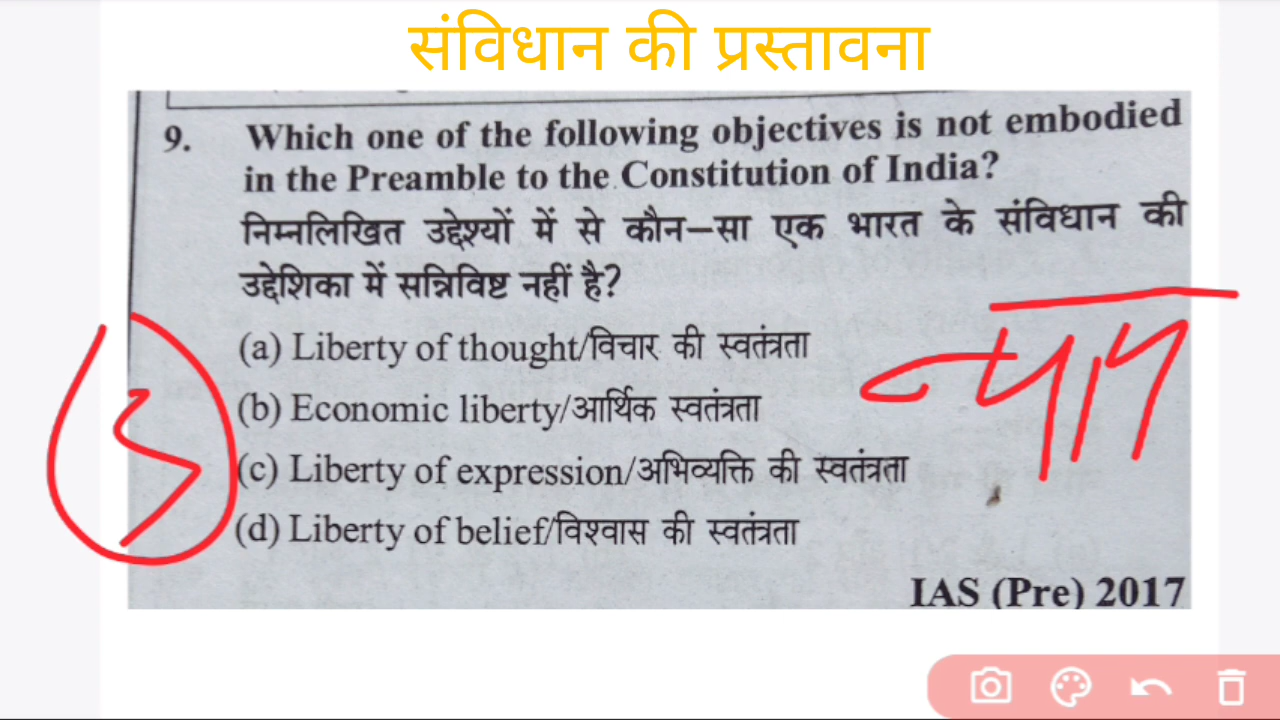 संविधान की प्रस्तावना
9. Which one of the following objectives is not embodied
in the Preamble to the Constitution of India?
निम्नलिखित उद्देश्यों में से कौन–सा एक भारत के संविधान की
उद्देशिका में सन्निविष्ट नहीं है?
(a) Liberty of thought/विचार की स्वतंत्रता
(b) Economic liberty/आर्थिक स्वतंत्रता
(c) Liberty of expression/अभिव्यक्ति की स्वतंत्रता
(d) Liberty of belief/विश्वास की स्वतंत्रता
न्याय
IAS (Pre) 2017